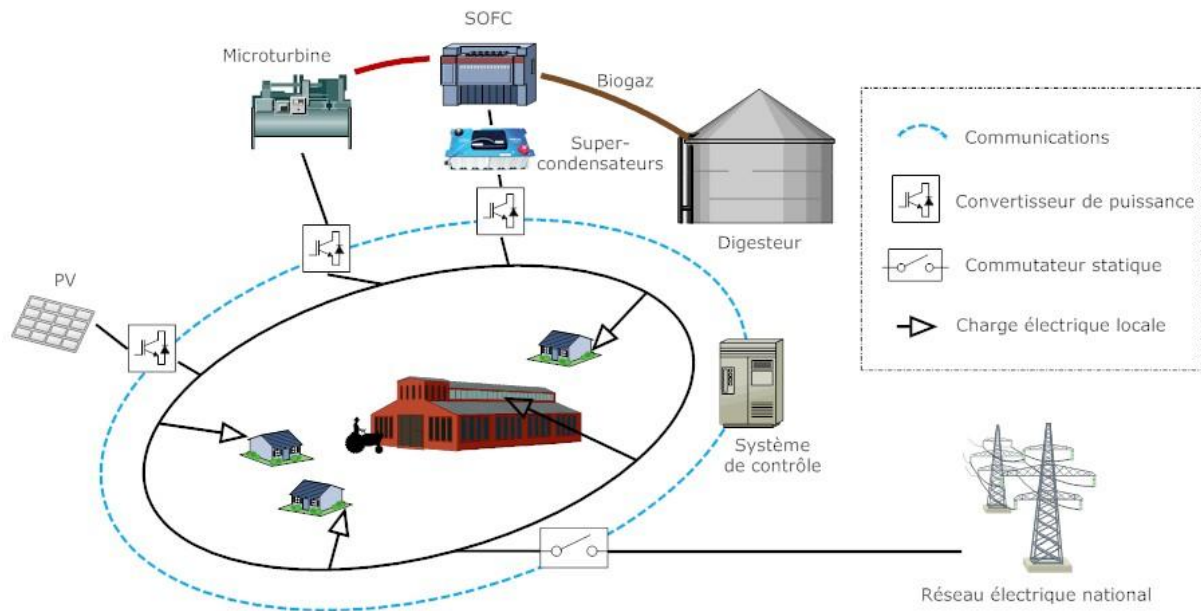 SOFC
Microturbine
Biogaz
Super-
condensateurs
Digesteur
PV
Système
de contrôle
Réseau électrique national
Communications
Convertisseur de puissance
Commutateur statique
Charge électrique locale